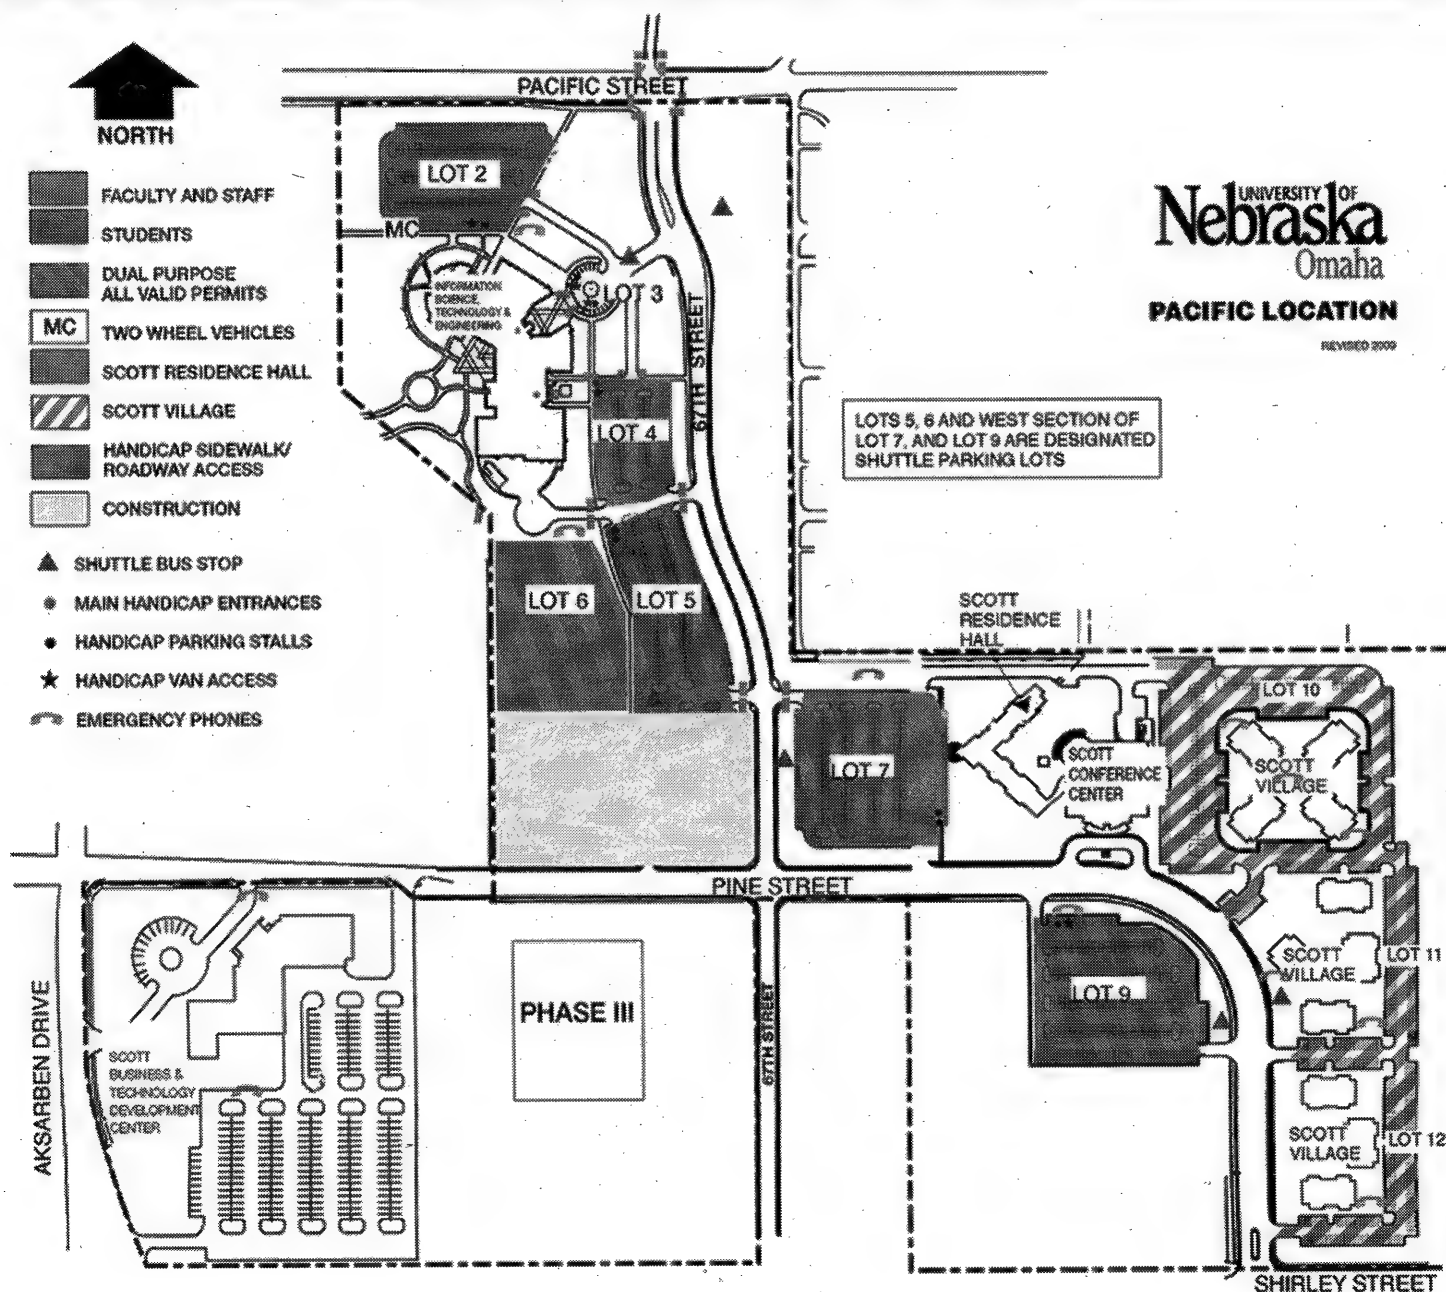 PACIFIC STREET
NORTH
FACULTY AND STAFF
STUDENTS
DUAL PURPOSE
ALL VALID PERMITS
MC
TWO WHEEL VEHICLES
SCOTT RESIDENCE HALL
SCOTT VILLAGE
HANDICAP SIDEWALK/
ROADWAY ACCESS
CONSTRUCTION
SHUTTLE BUS STOP
MAIN HANDICAP ENTRANCES
HANDICAP PARKING STALLS
HANDICAP VAN ACCESS
EMERGENCY PHONES
UNIVERSITY OF
Nebraska
Omaha
PACIFIC LOCATION
REVISED 2009
LOTS 5, 6 AND WEST SECTION OF
LOT 7, AND LOT 9 ARE DESIGNATED
SHUTTLE PARKING LOTS
LOT 2
MC
INFORMATION
SCIENCE,
TECHNOLOGY &
ENGINEERING
LOT 3
67TH STREET
LOT 4
LOT 6
LOT 5
SCOTT
RESIDENCE
HALL
LOT 10
LOT 7
SCOTT
CONFERENCE
CENTER
SCOTT
VILLAGE
PINE STREET
SCOTT
VILLAGE
LOT 11
LOT 9
PHASE III
67TH STREET
AKSARBEN DRIVE
SCOTT
BUSINESS &
TECHNOLOGY
DEVELOPMENT
CENTER
SCOTT
VILLAGE
LOT 12
SHIRLEY STREET